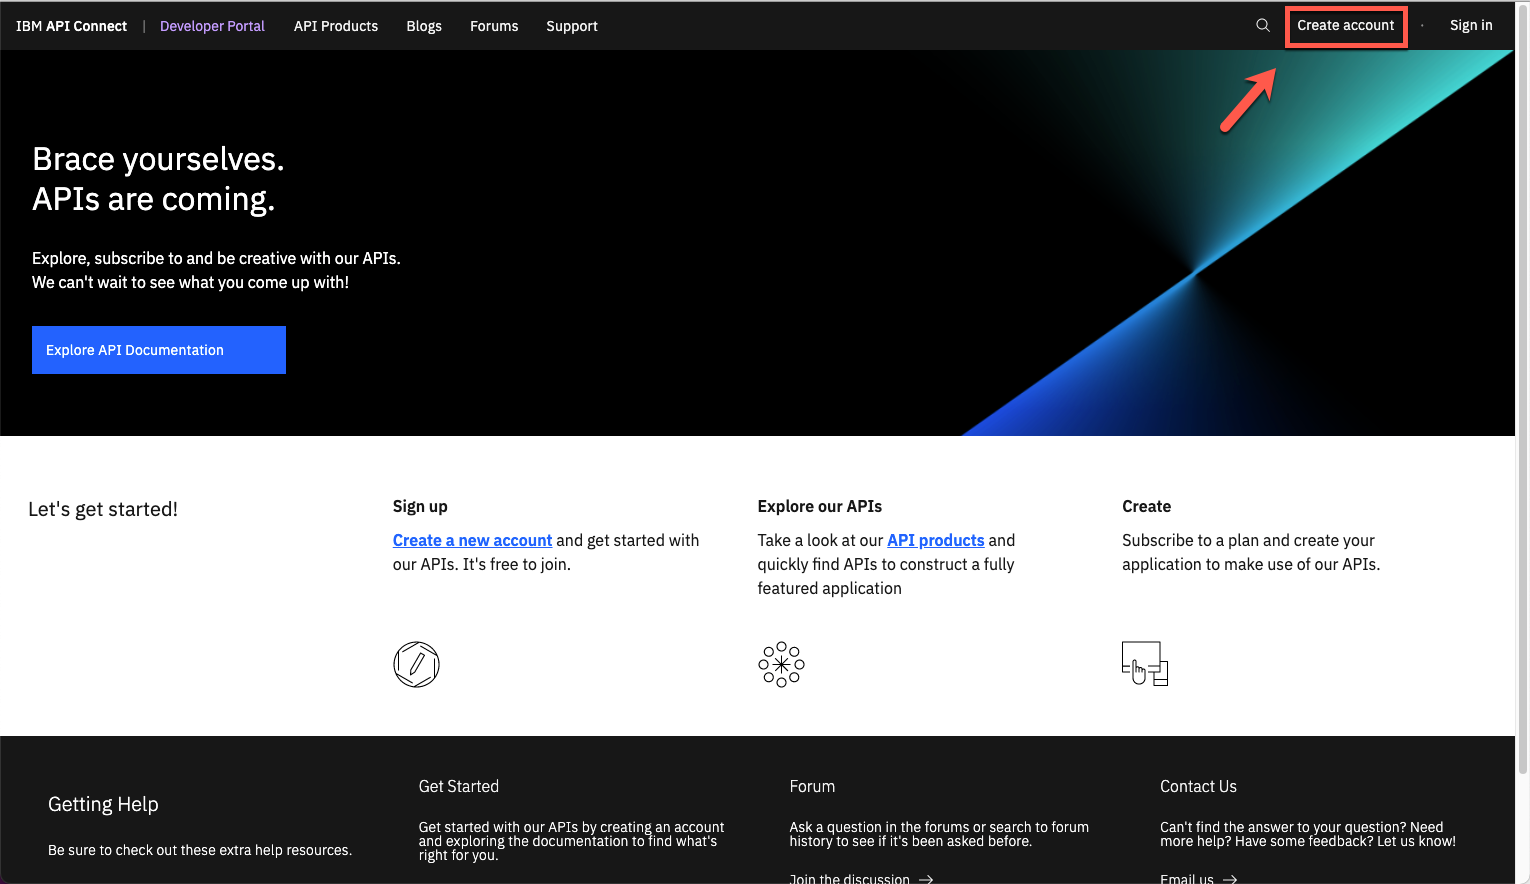 IBM API Connect | Developer Portal API Products Blogs Forums Support Create account · Sign in
Brace yourselves.
APIs are coming.
Explore, subscribe to and be creative with our APIs.
We can't wait to see what you come up with!
Explore API Documentation
Let's get started!
Sign up
Create a new account and get started with
our APIs. It's free to join.
Explore our APIs
Take a look at our API products and
quickly find APIs to construct a fully
featured application
Create
Subscribe to a plan and create your
application to make use of our APIs.
Getting Help
Be sure to check out these extra help resources.
Get Started
Get started with our APIs by creating an account
and exploring the documentation to find what's
right for you.
Forum
Ask a question in the forums or search to forum
history to see if it's been asked before.
Join the discussion →
Contact Us
Can't find the answer to your question? Need
more help? Have some feedback? Let us know!
Email us →